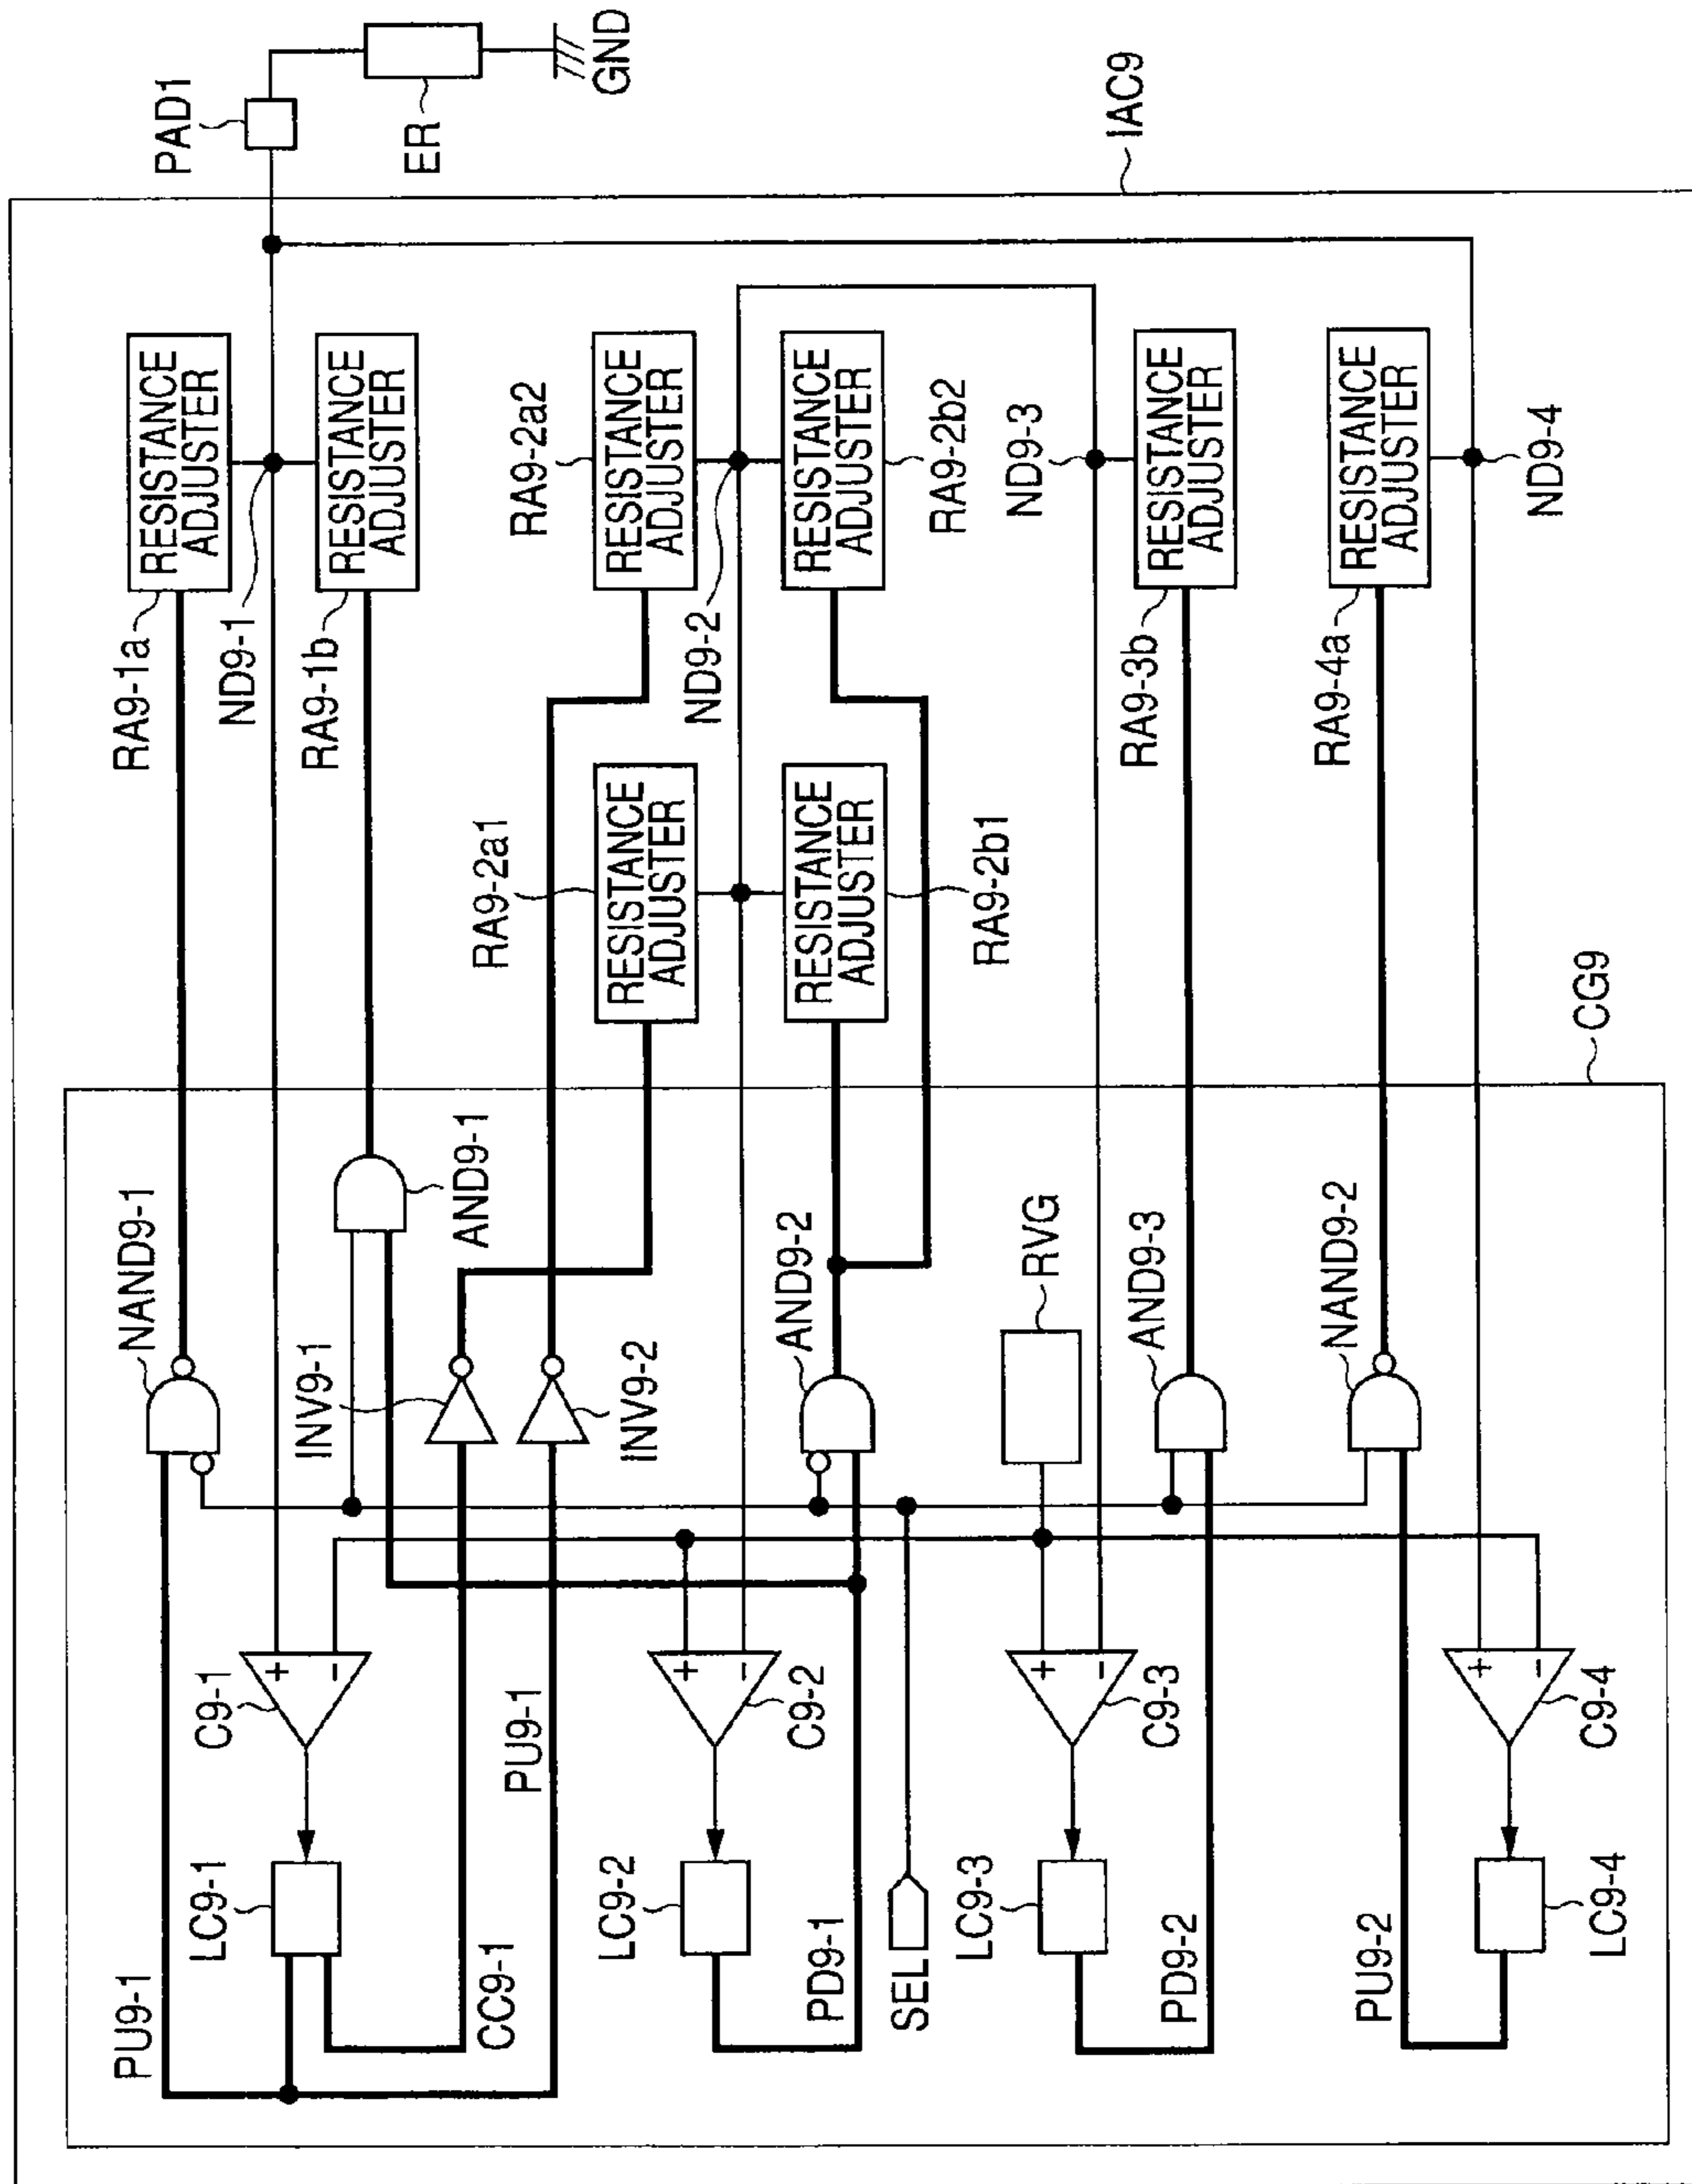 PAD1
ER
GND
IAC9
RESISTANCE
ADJUSTER
RA9-1a
ND9-1
RESISTANCE
ADJUSTER
RA9-1b
RESISTANCE
ADJUSTER
RA9-2a2
ND9-2
RESISTANCE
ADJUSTER
RA9-2b2
ND9-3
RESISTANCE
ADJUSTER
RA9-3b
RESISTANCE
ADJUSTER
RA9-4a
ND9-4
RESISTANCE
ADJUSTER
RA9-2a1
RESISTANCE
ADJUSTER
RA9-2b1
CG9
NAND9-1
AND9-1
INV9-1
INV9-2
AND9-2
RVG
AND9-3
NAND9-2
+
-
C9-1
PU9-1
+
-
C9-2
+
-
C9-3
+
-
C9-4
LC9-1
PU9-1
CC9-1
LC9-2
PD9-1
SEL
LC9-3
PD9-2
PU9-2
LC9-4